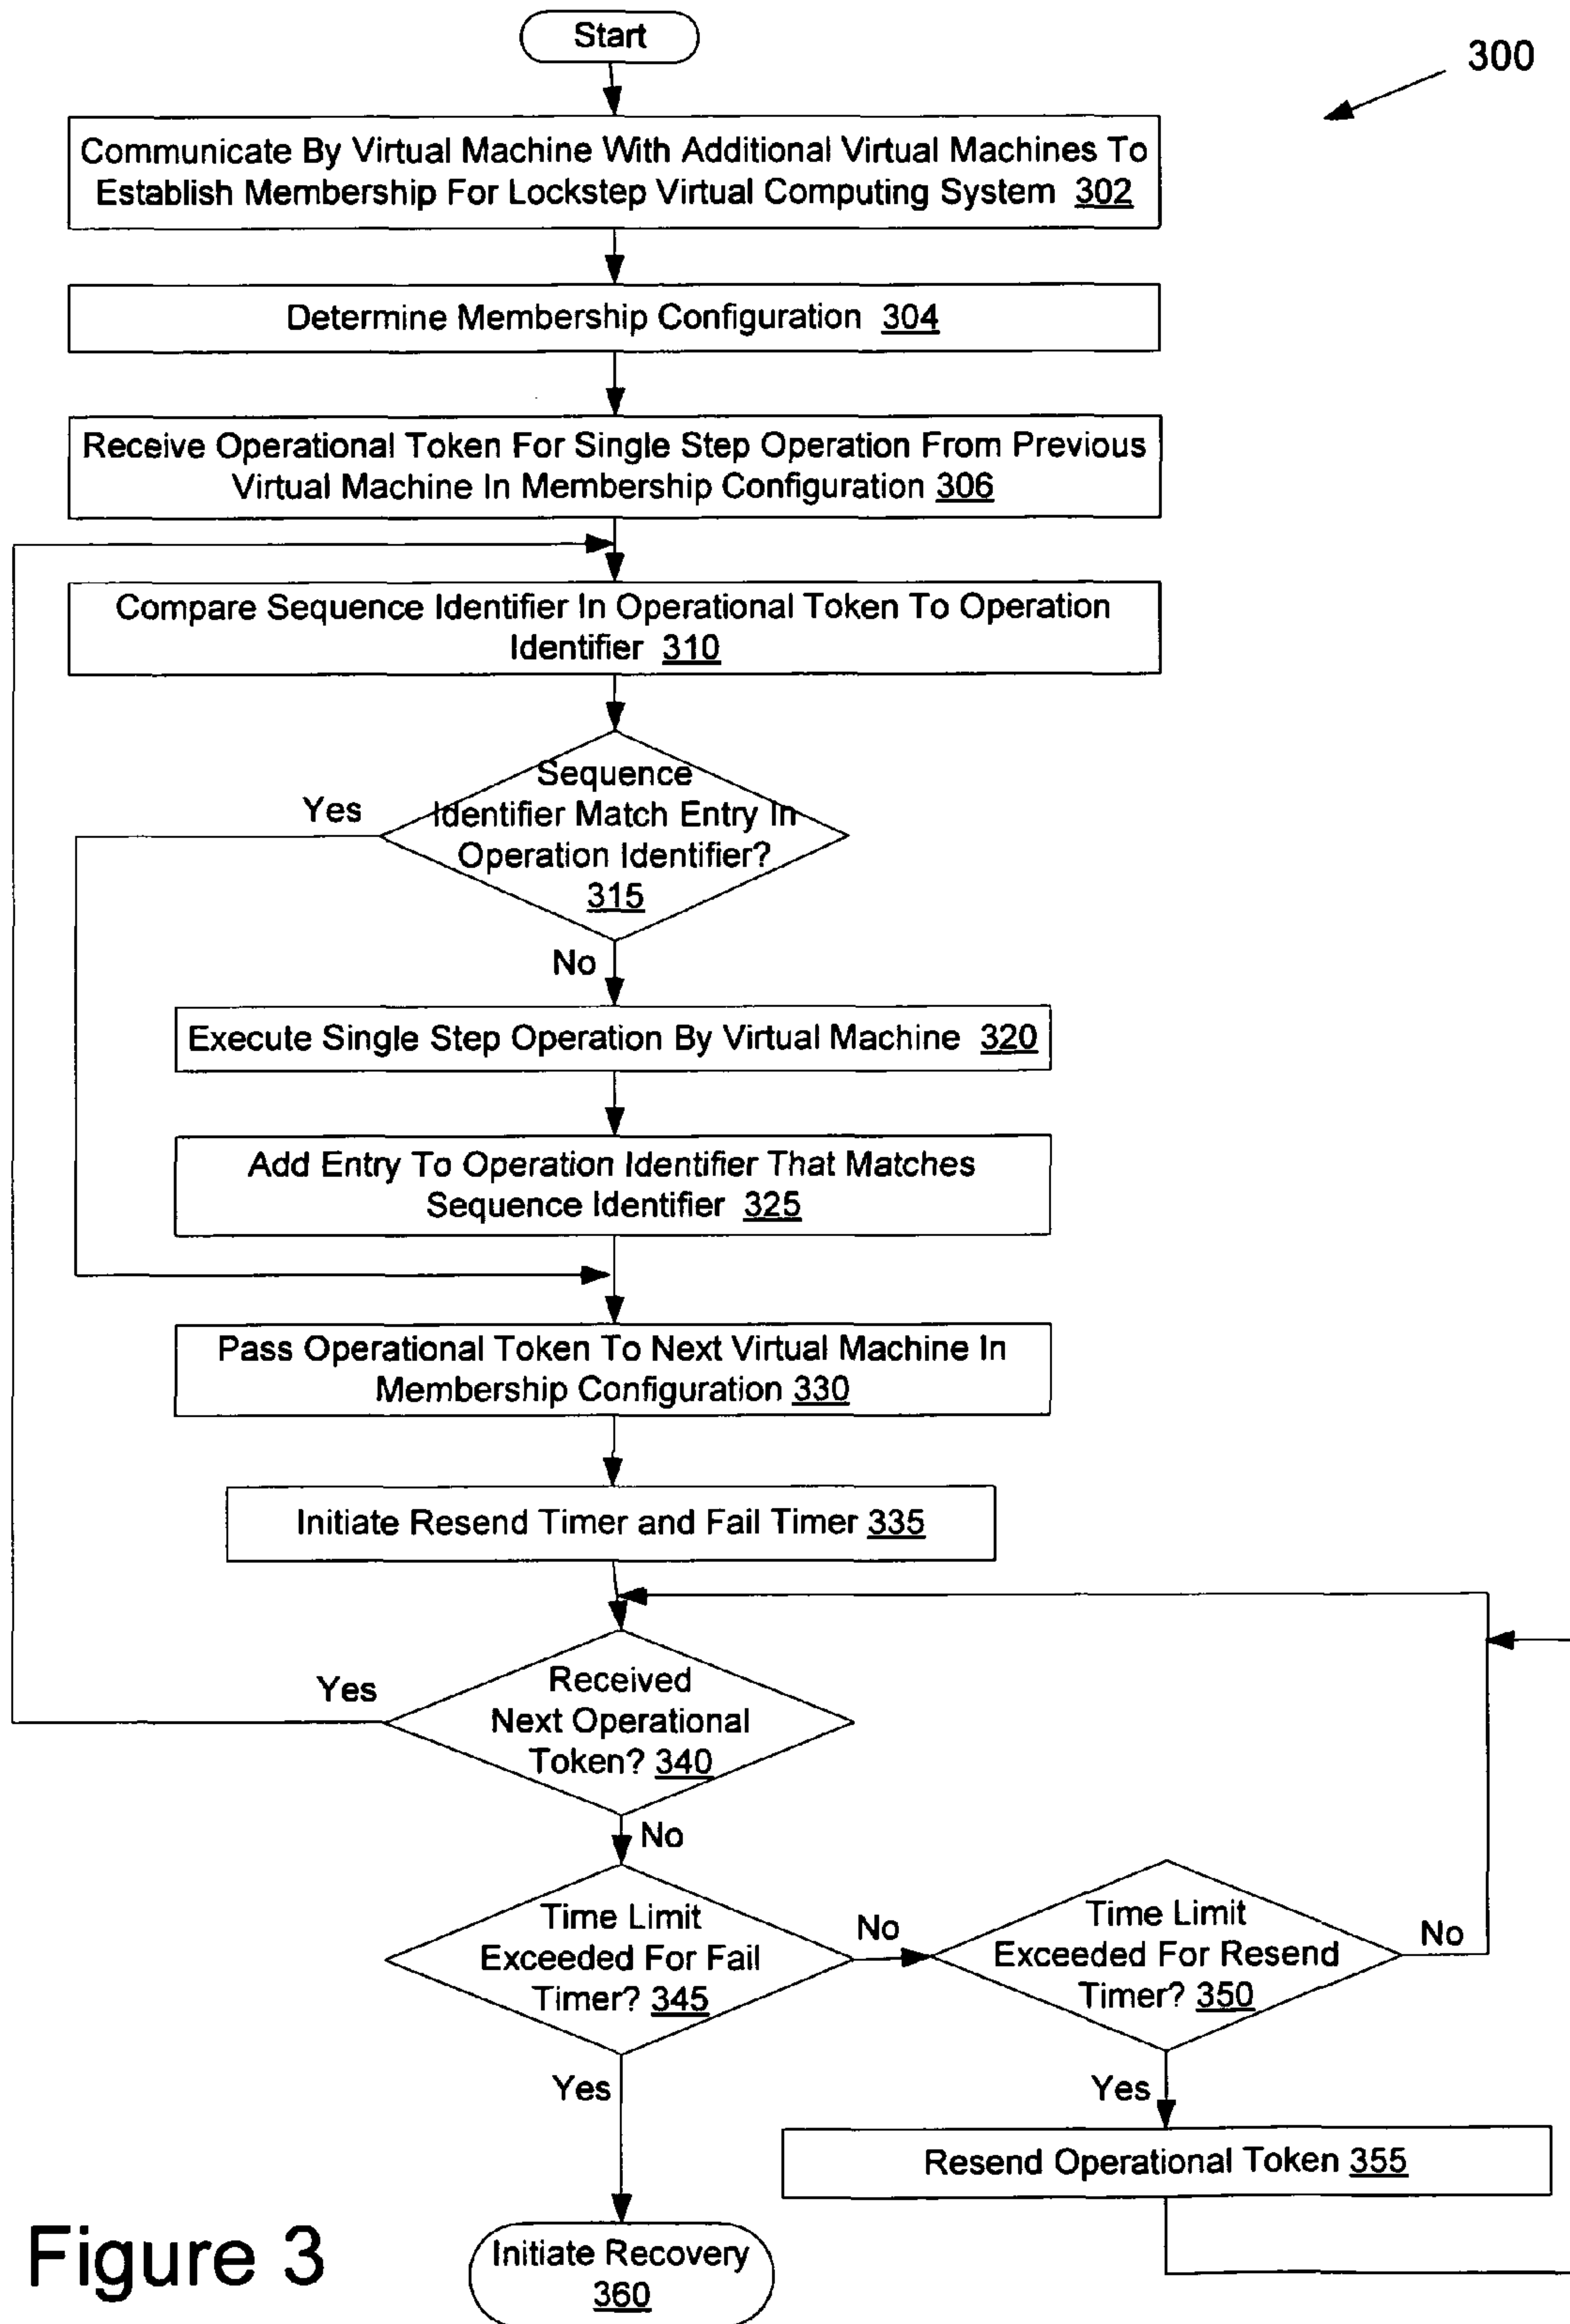 Start
300
Communicate By Virtual Machine With Additional Virtual Machines To
Establish Membership For Lockstep Virtual Computing System 302
Determine Membership Configuration 304
Receive Operational Token For Single Step Operation From Previous
Virtual Machine In Membership Configuration 306
Compare Sequence Identifier In Operational Token To Operation
Identifier 310
Sequence
Identifier Match Entry In
Operation Identifier?
315
Yes
No
Execute Single Step Operation By Virtual Machine 320
Add Entry To Operation Identifier That Matches
Sequence Identifier 325
Pass Operational Token To Next Virtual Machine In
Membership Configuration 330
Initiate Resend Timer and Fail Timer 335
Yes
Received
Next Operational
Token? 340
No
Time Limit
Exceeded For Fail
Timer? 345
No
Time Limit
Exceeded For Resend
Timer? 350
No
Yes
Yes
Resend Operational Token 355
Initiate Recovery
360
Figure 3